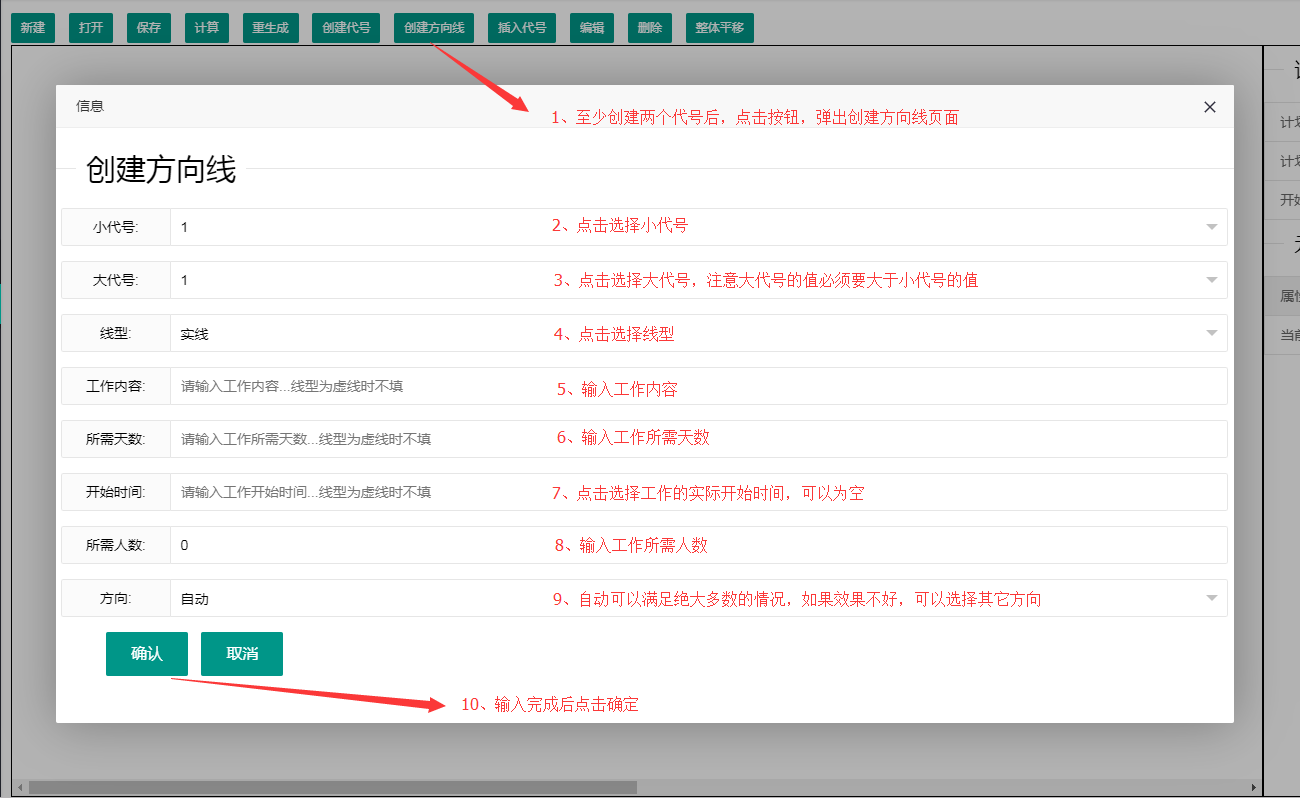 新建 打开 保存 计算 重生成 创建代号 创建方向线 插入代号 编辑 删除 整体平移
信息
1、至少创建两个代号后，点击按钮，弹出创建方向线页面
创建方向线
小代号: 1 2、点击选择小代号
大代号: 1 3、点击选择大代号，注意大代号的值必须要大于小代号的值
线型: 实线 4、点击选择线型
工作内容: 请输入工作内容...线型为虚线时不填 5、输入工作内容
所需天数: 请输入工作所需天数...线型为虚线时不填 6、输入工作所需天数
开始时间: 请输入工作开始时间...线型为虚线时不填 7、点击选择工作的实际开始时间，可以为空
所需人数: 0 8、输入工作所需人数
方向: 自动 9、自动可以满足绝大多数的情况，如果效果不好，可以选择其它方向
确认 取消
10、输入完成后点击确定
计
计
开始
属性
当前